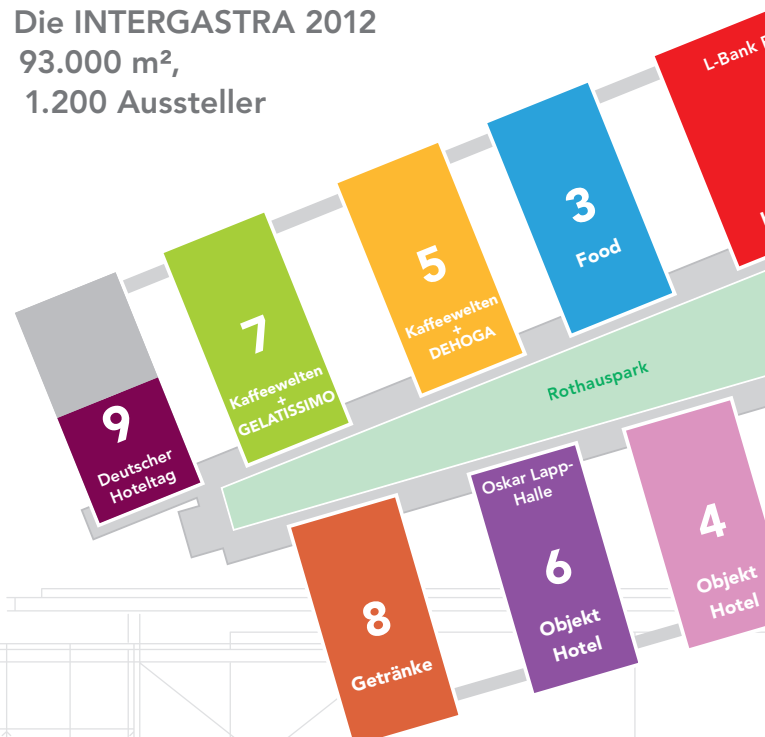 Die INTERGASTRA 2012
93.000 m²,
1.200 Aussteller
L-Bank
3
Food
5
Kaffeewelten
+
DEHOGA
7
Kaffeewelten
+
GELATISSIMO
9
Deutscher
Hoteltag
Rothauspark
Oskar Lapp-
Halle
6
Objekt
Hotel
4
Objekt
Hotel
8
Getränke